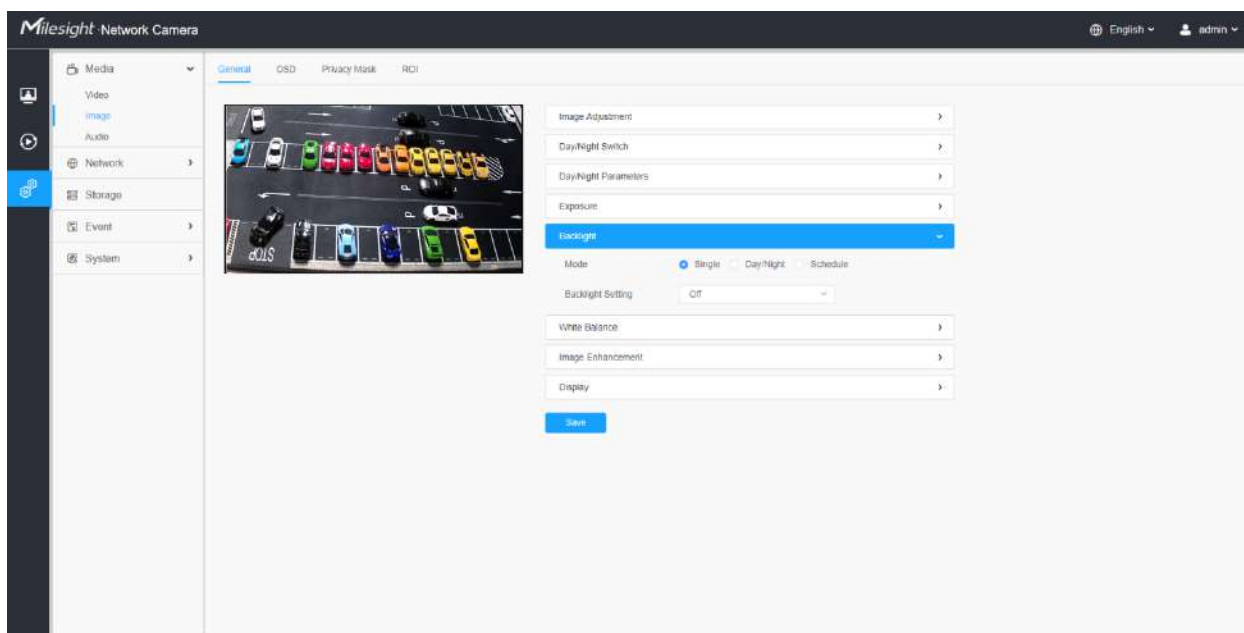 Milesight Network Camera
English
admin
Media
Video
Image
Audio
Network
Storage
Event
System
General OSD Privacy Mask ROI
STOP
P
P
P
P
Image Adjustment
Day/Night Switch
Day/Night Parameters
Exposure
Backlight
Mode Single Day/Night Schedule
Backlight Setting Off
White Balance
Image Enhancement
Display
Save